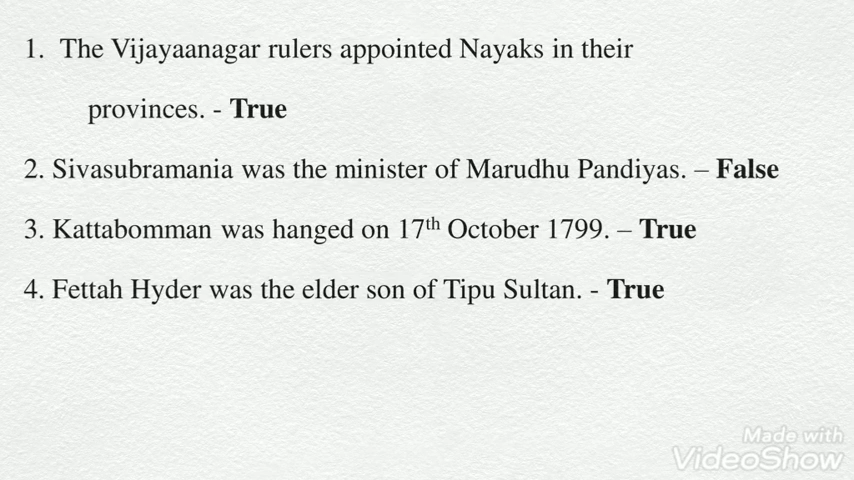 1. The Vijayaanagar rulers appointed Nayaks in their
provinces. - True
2. Sivasubramania was the minister of Marudhu Pandiyas. – False
3. Kattabomman was hanged on 17th October 1799. – True
4. Fettah Hyder was the elder son of Tipu Sultan. - True
Made with
VideoShow